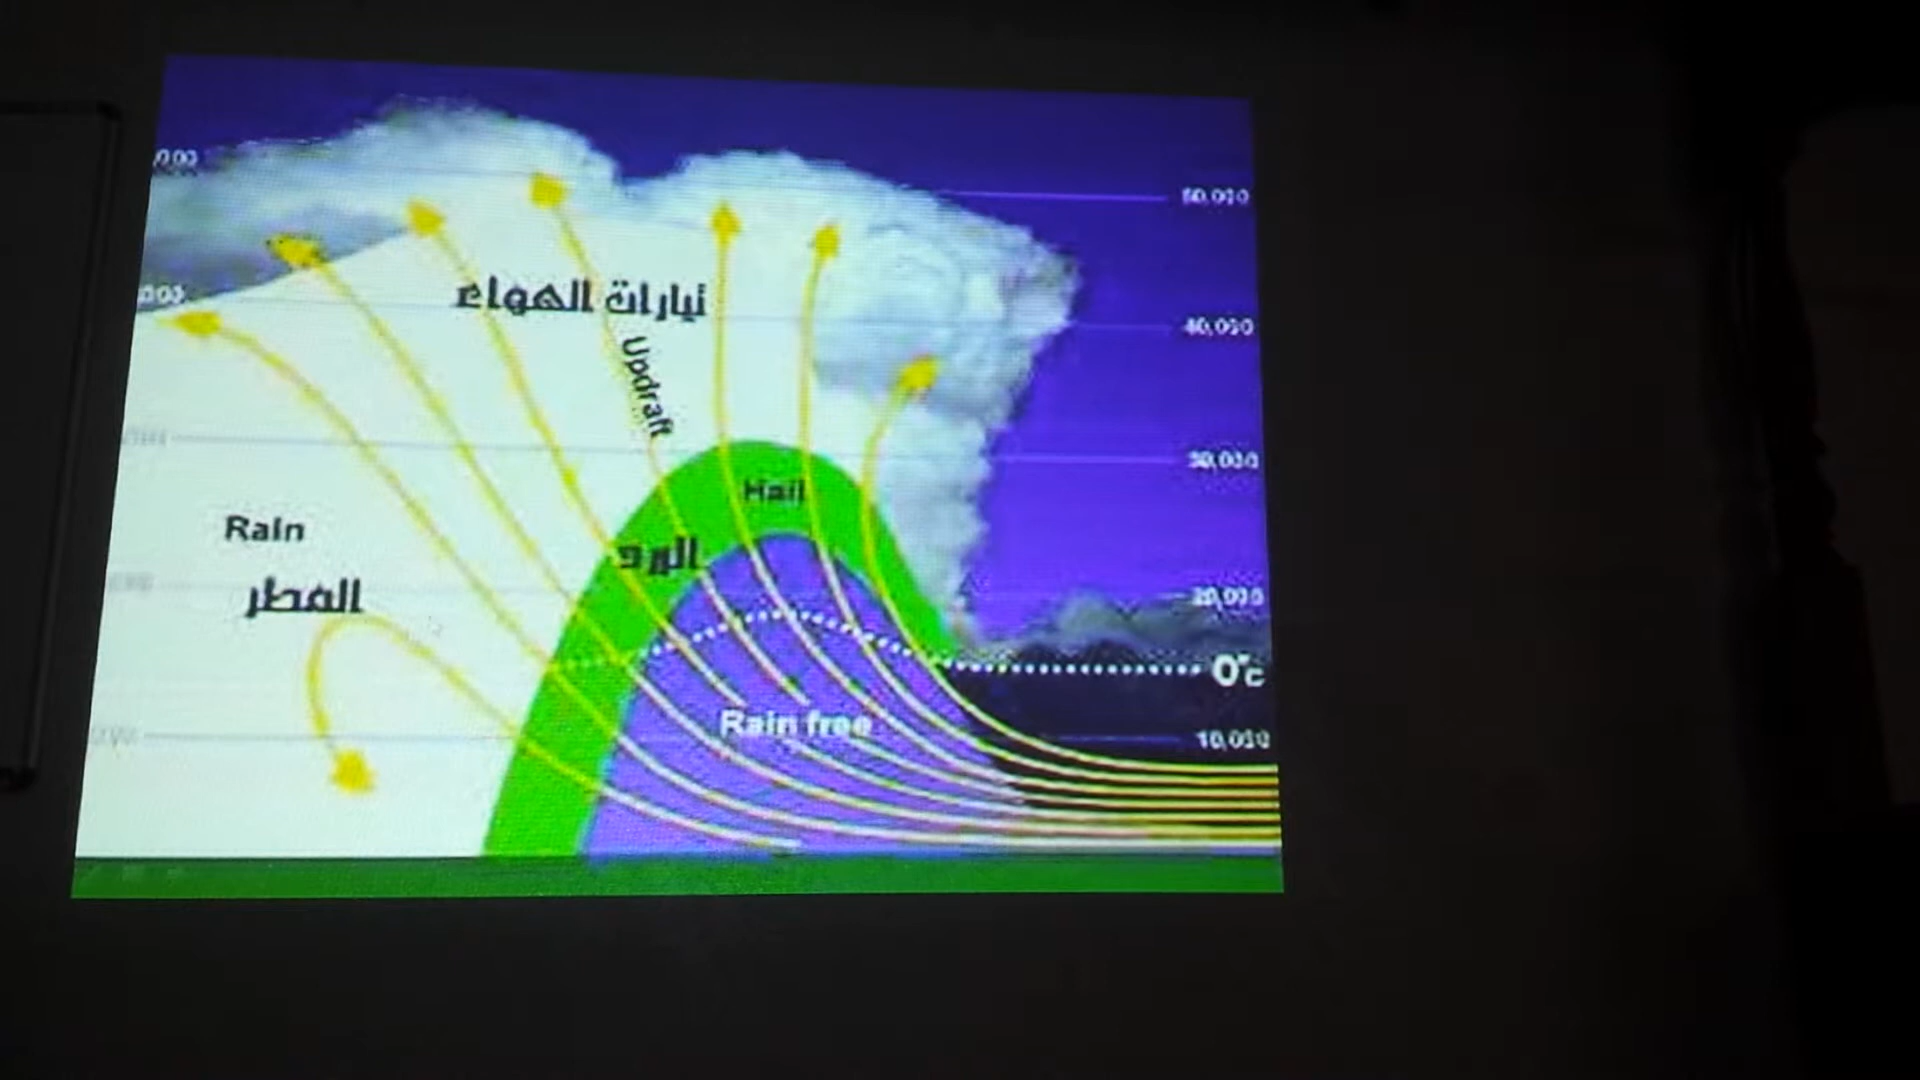 50,000
تيارات الهواء
40,000
Updraft
30,000
Hail
Rain
البرد
المطر
20,000
0°c
Rain free
10,000